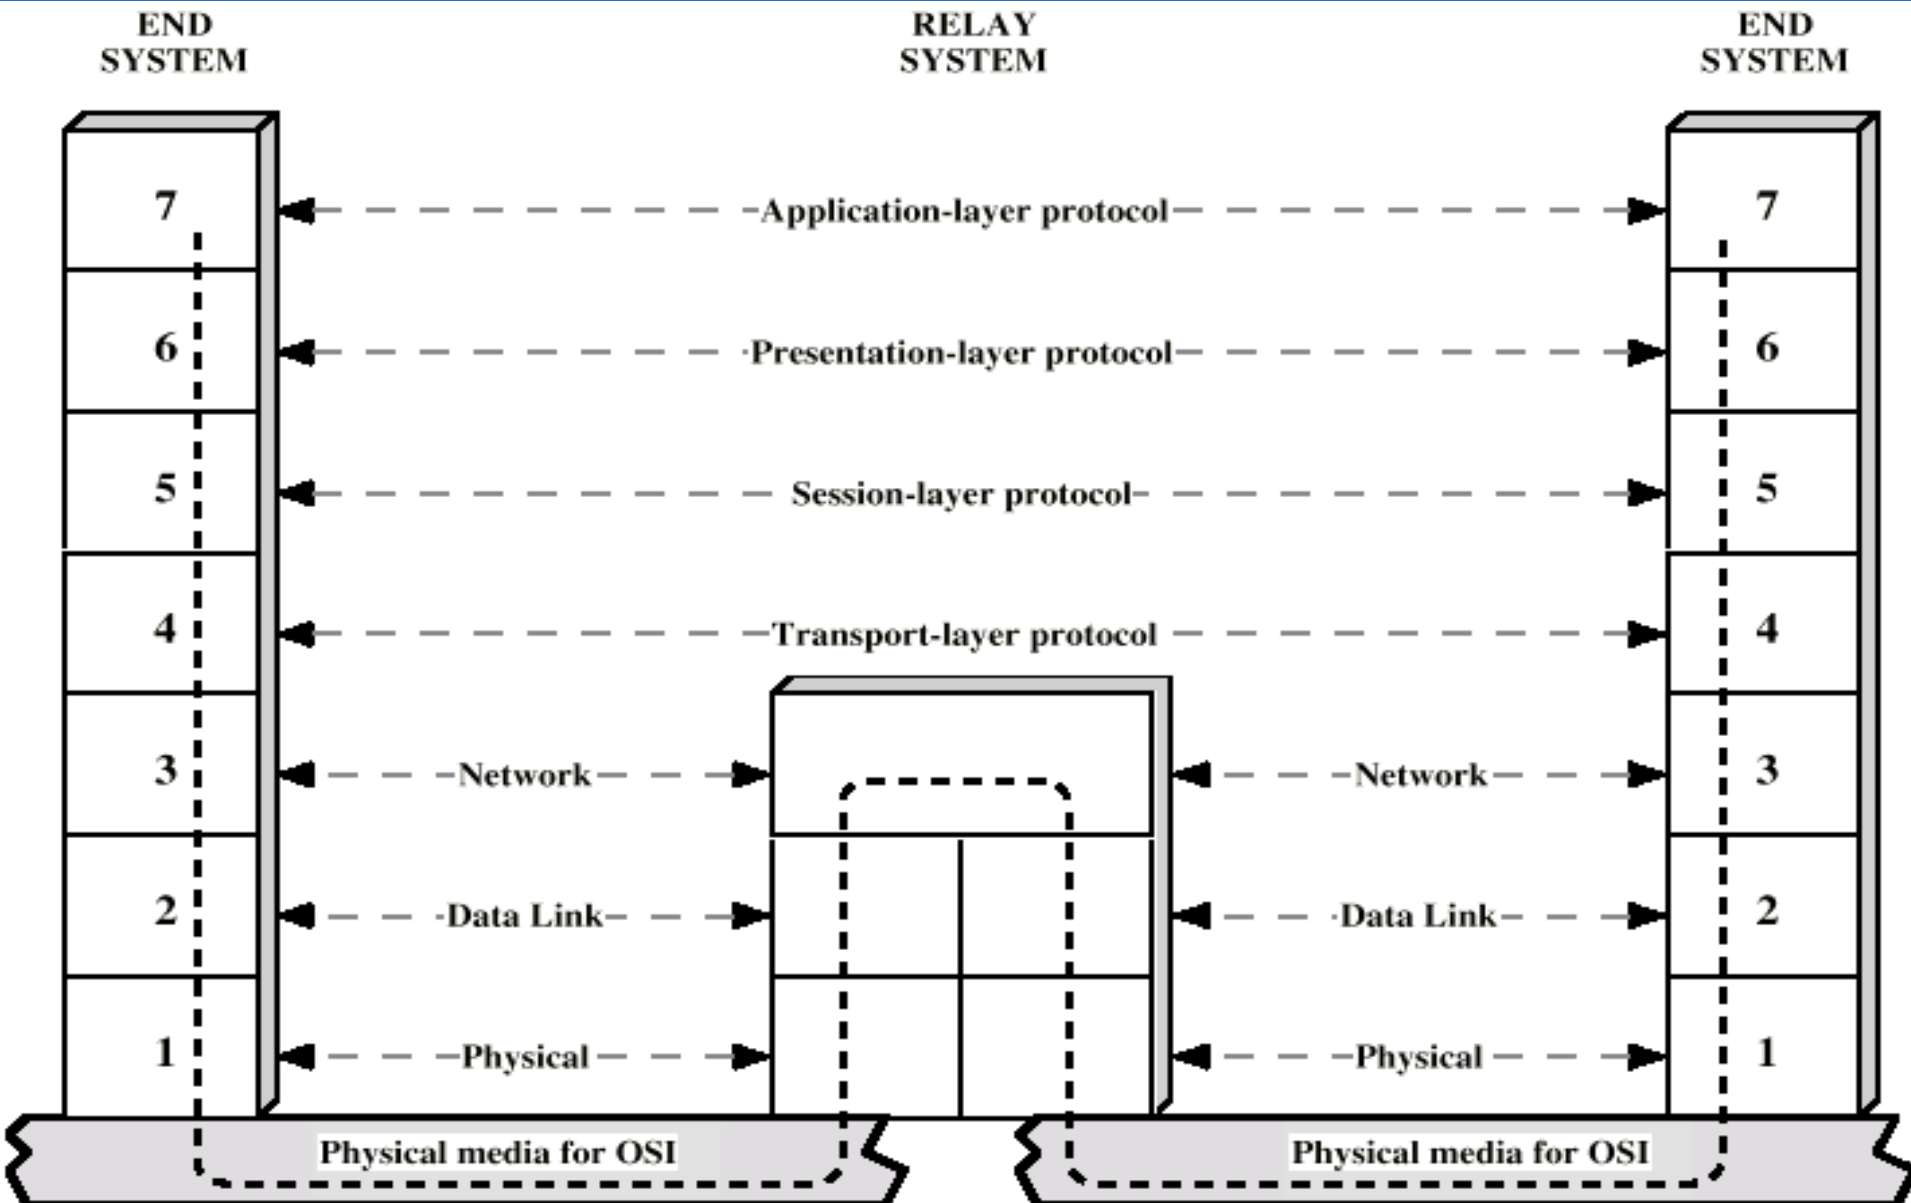 END
SYSTEM
RELAY
SYSTEM
END
SYSTEM
7
Application-layer protocol
7
6
Presentation-layer protocol
6
5
Session-layer protocol
5
4
Transport-layer protocol
4
3
Network
Network
3
2
Data Link
Data Link
2
1
Physical
Physical
1
Physical media for OSI
Physical media for OSI